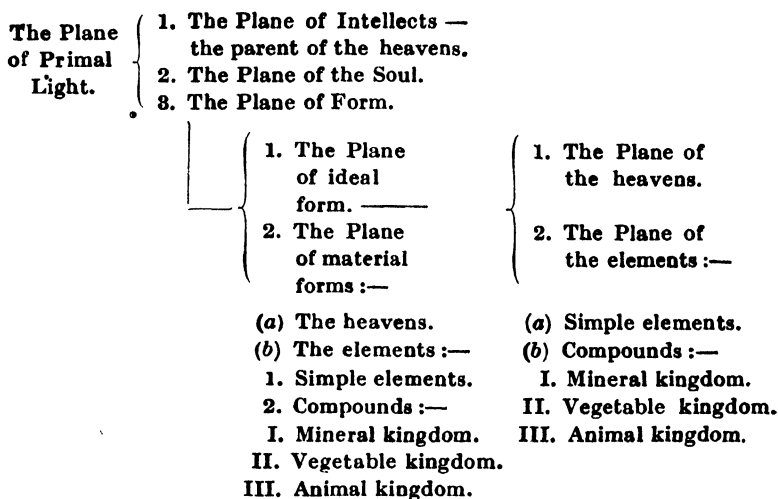 The Plane
of Primal
Light.
1. The Plane of Intellects —
the parent of the heavens.
2. The Plane of the Soul.
3. The Plane of Form.
1. The Plane
of ideal
form. ———
2. The Plane
of material
forms :—
(a) The heavens.
(b) The elements :—
1. Simple elements.
2. Compounds :—
I. Mineral kingdom.
II. Vegetable kingdom.
III. Animal kingdom.
1. The Plane of
the heavens.
2. The Plane of
the elements :—
(a) Simple elements.
(b) Compounds :—
I. Mineral kingdom.
II. Vegetable kingdom.
III. Animal kingdom.